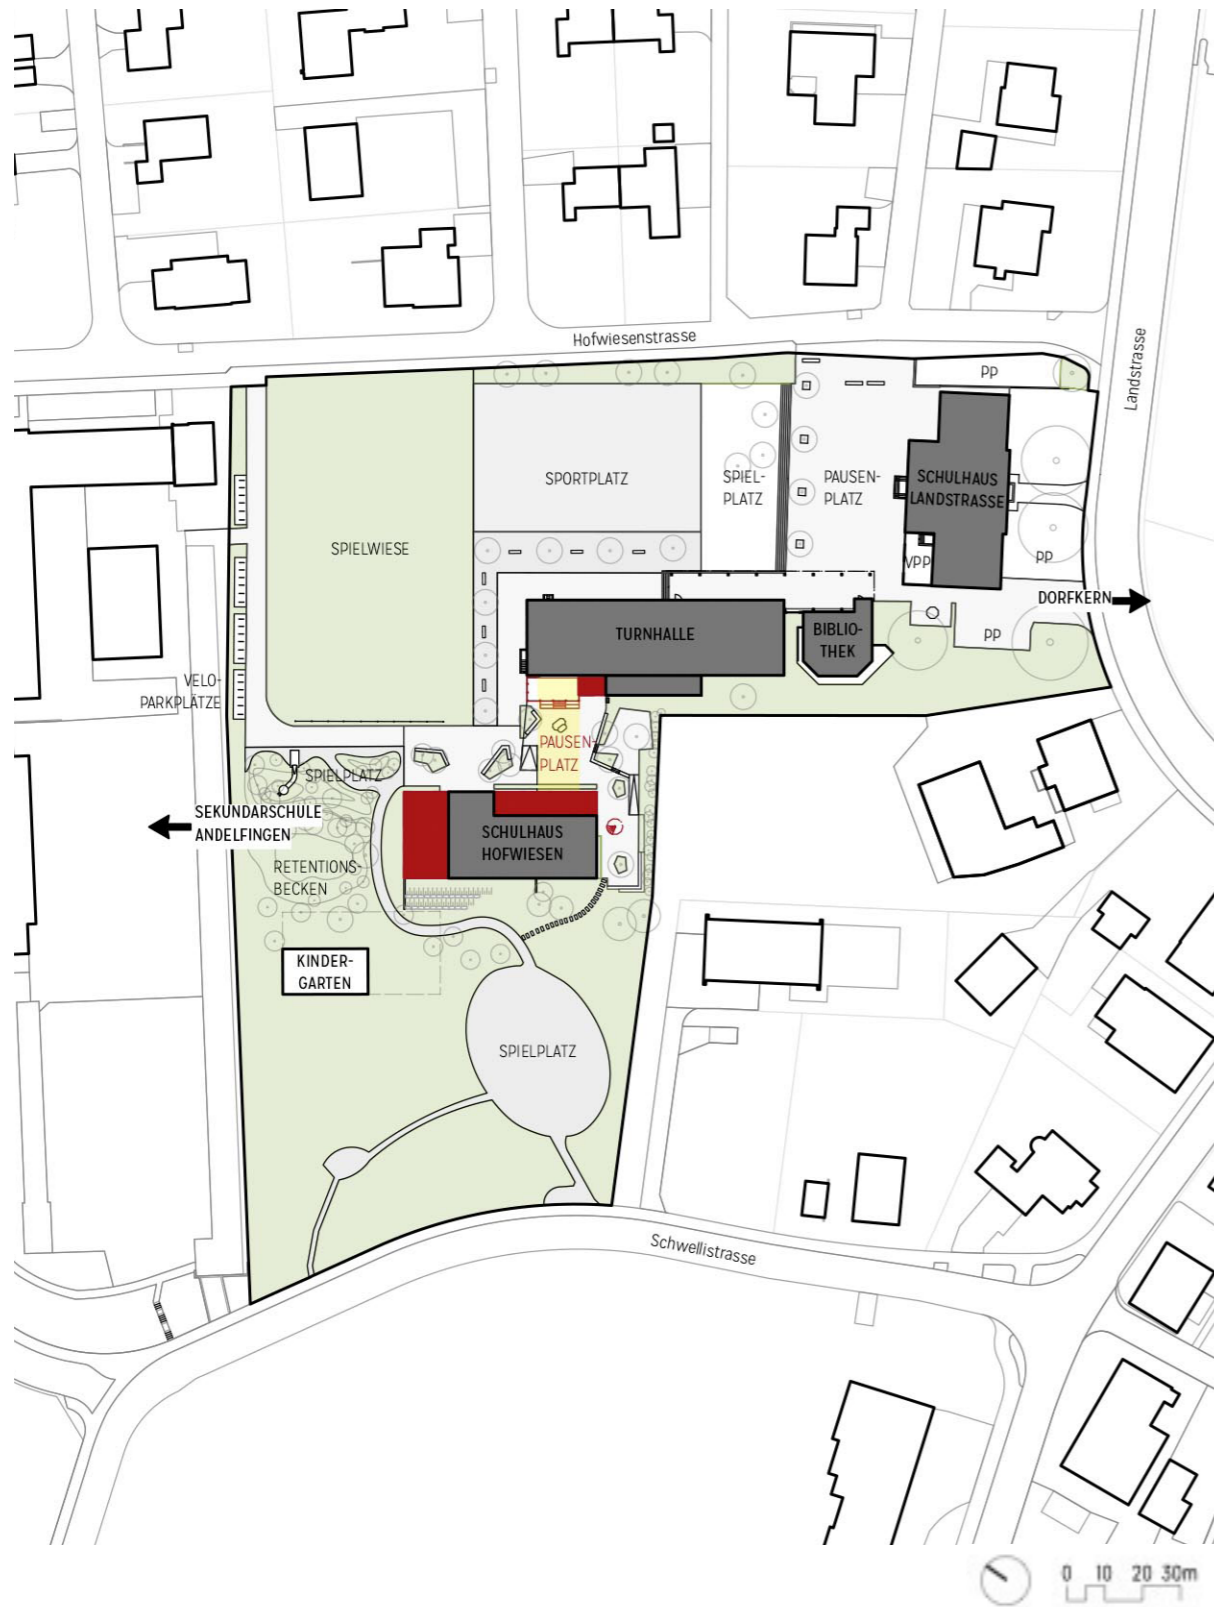 Hofwiesenstrasse
Landstrasse
PP
SPORTPLATZ
SPIEL-
PLATZ
PAUSEN-
PLATZ
SCHULHAUS
LANDSTRASSE
SPIELWIESE
VPP
PP
DORFKERN
TURNHALLE
BIBLIO-
THEK
PP
VELO-
PARKPLÄTZE
PAUSEN-
PLATZ
SPIELPLATZ
SEKUNDARSCHULE
ANDELFINGEN
SCHULHAUS
HOFWIESEN
RETENTIONS-
BECKEN
KINDER-
GARTEN
SPIELPLATZ
Schwellistrasse
0 10 20 30m